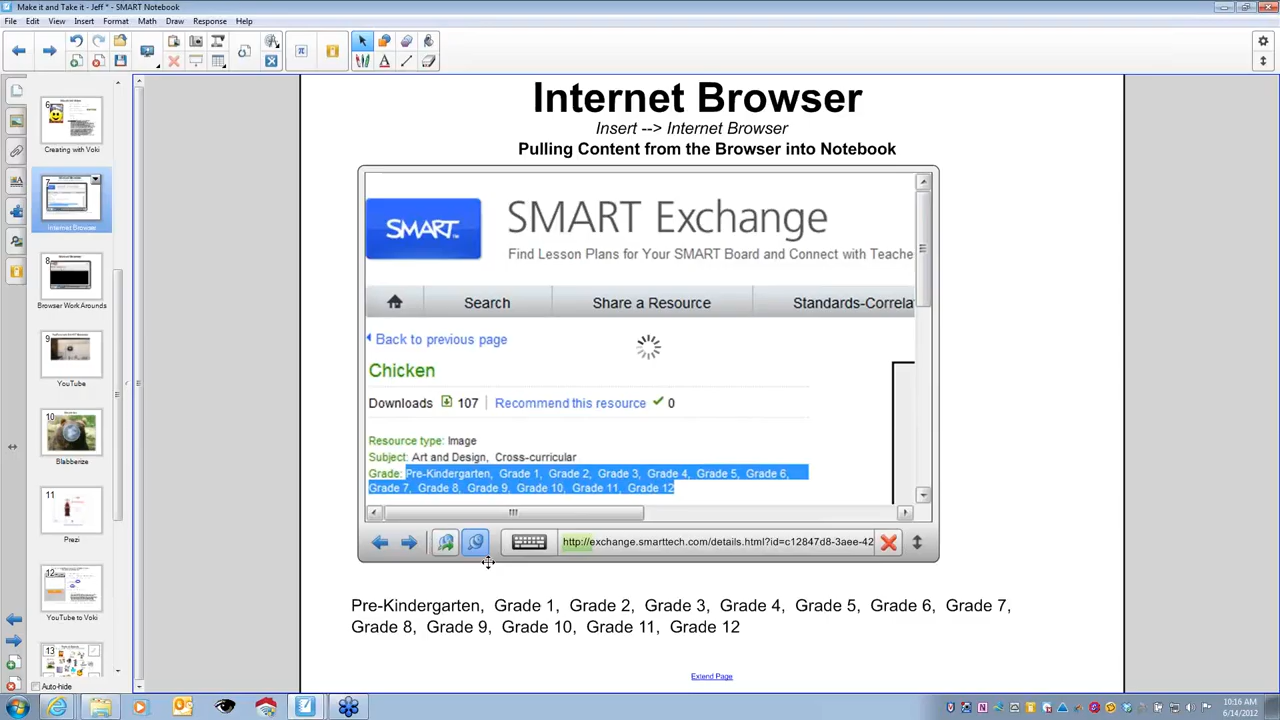 Make it and Take it - Jeff * - SMART Notebook
File Edit View Insert Format Math Draw Response Help
6
Creating with Voki
7
Internet Browser
8
Browser Work Arounds
9
YouTube
10
Blabberize
11
Prezi
12
YouTube to Voki
13
Auto-hide
Internet Browser
Insert --> Internet Browser
Pulling Content from the Browser into Notebook
SMART
SMART Exchange
Find Lesson Plans for Your SMART Board and Connect with Teache
Search Share a Resource Standards-Correla
Back to previous page
Chicken
Downloads 107 Recommend this resource 0
Resource type: Image
Subject: Art and Design, Cross-curricular
Grade: Pre-Kindergarten, Grade 1, Grade 2, Grade 3, Grade 4, Grade 5, Grade 6,
Grade 7, Grade 8, Grade 9, Grade 10, Grade 11, Grade 12
http://exchange.smarttech.com/details.html?id=c12847d8-3aee-42
Pre-Kindergarten, Grade 1, Grade 2, Grade 3, Grade 4, Grade 5, Grade 6, Grade 7,
Grade 8, Grade 9, Grade 10, Grade 11, Grade 12
Extend Page
10:16 AM
6/14/2012